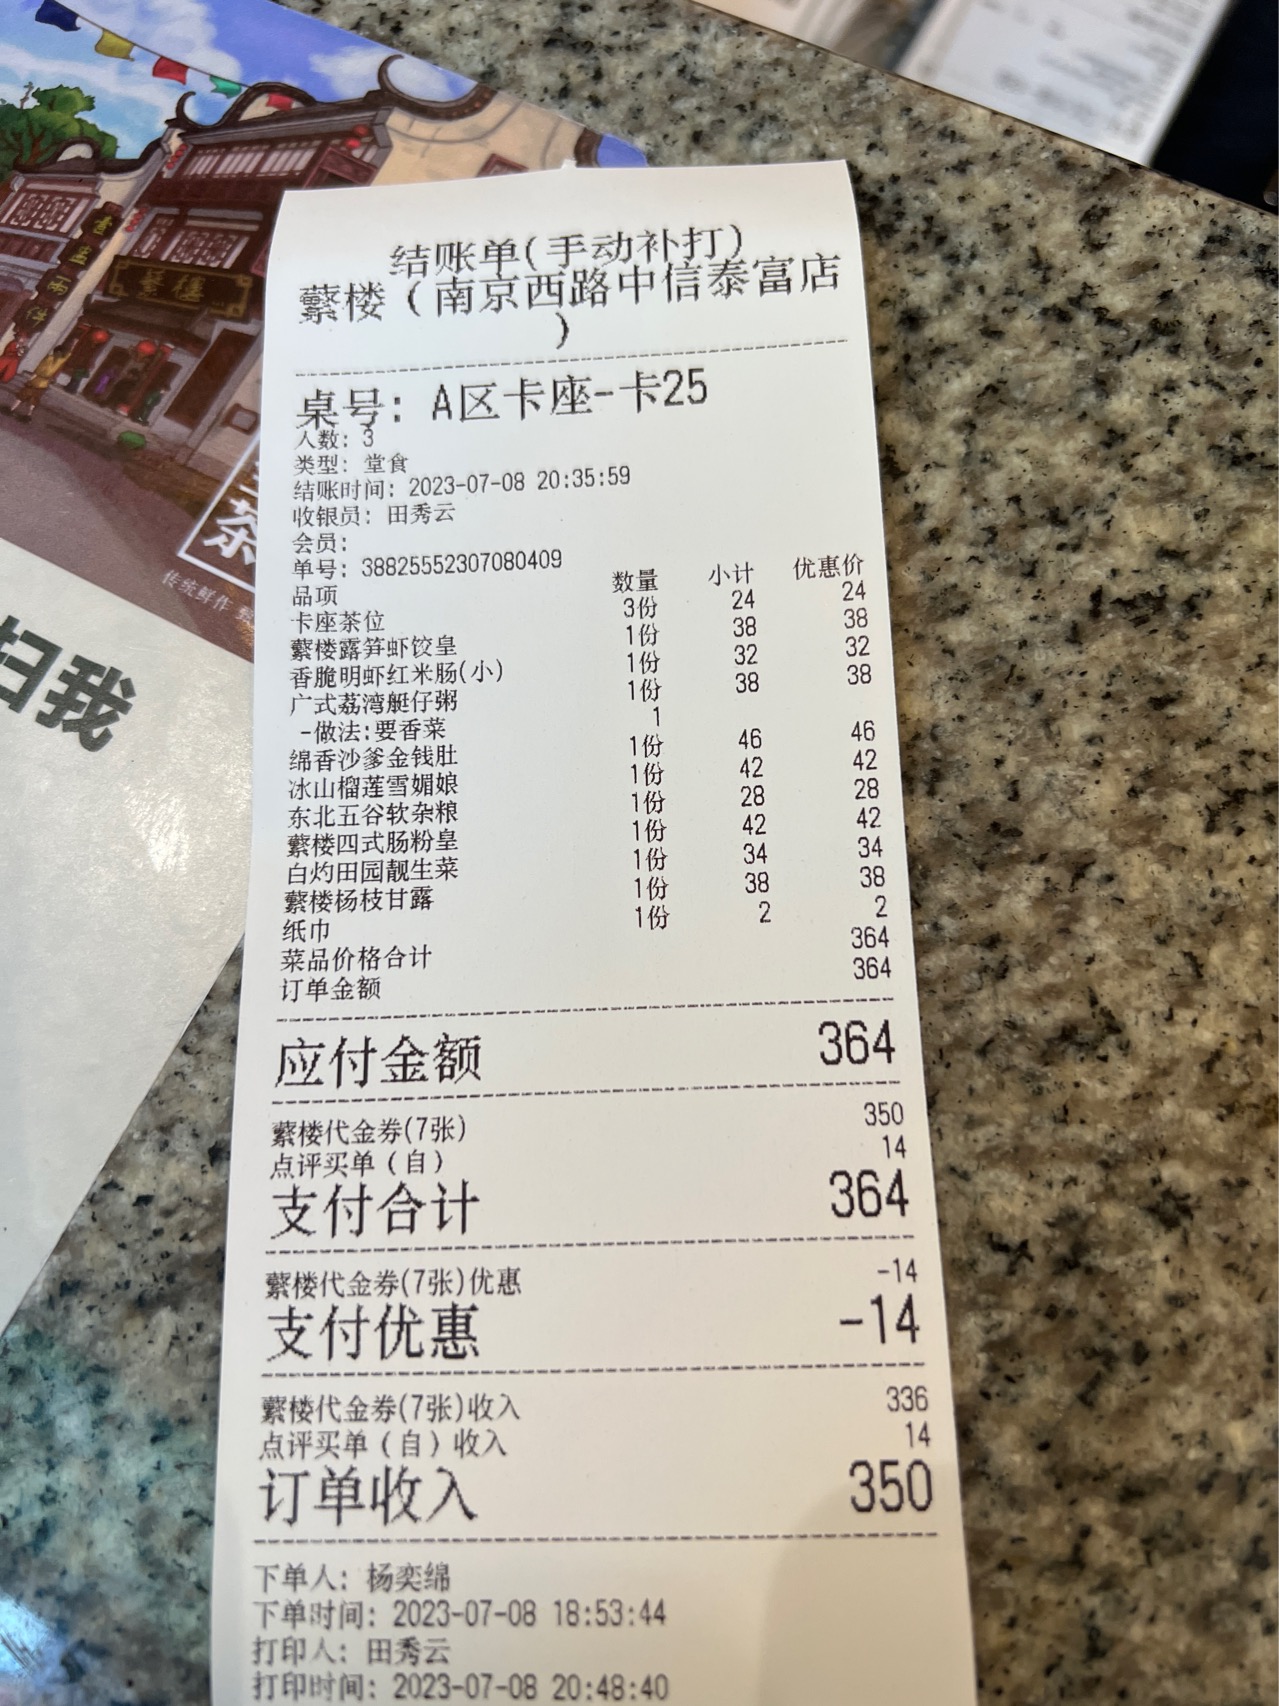 结账单(手动补打)
蘩楼（南京西路中信泰富店
）
桌号: A区卡座-卡25
人数: 3
类型: 堂食
结账时间: 2023-07-08 20:35:59
收银员: 田秀云
会员:
单号: 38825552307080409
品项 数量 小计 优惠价
卡座茶位 3份 24 24
蘩楼露笋虾饺皇 1份 38 38
香脆明虾红米肠(小) 1份 32 32
广式荔湾艇仔粥 1份 38 38
-做法:要香菜 1
绵香沙爹金钱肚 1份 46 46
冰山榴莲雪媚娘 1份 42 42
东北五谷软杂粮 1份 28 28
蘩楼四式肠粉皇 1份 42 42
白灼田园靓生菜 1份 34 34
蘩楼杨枝甘露 1份 38 38
纸巾 1份 2 2
菜品价格合计 364
订单金额 364
应付金额 364
蘩楼代金券(7张) 350
点评买单（自） 14
支付合计 364
蘩楼代金券(7张)优惠 -14
支付优惠 -14
蘩楼代金券(7张)收入 336
点评买单（自）收入 14
订单收入 350
下单人: 杨奕绵
下单时间: 2023-07-08 18:53:44
打印人: 田秀云
打印时间: 2023-07-08 20:48:40
茶
传统鲜作
扫我